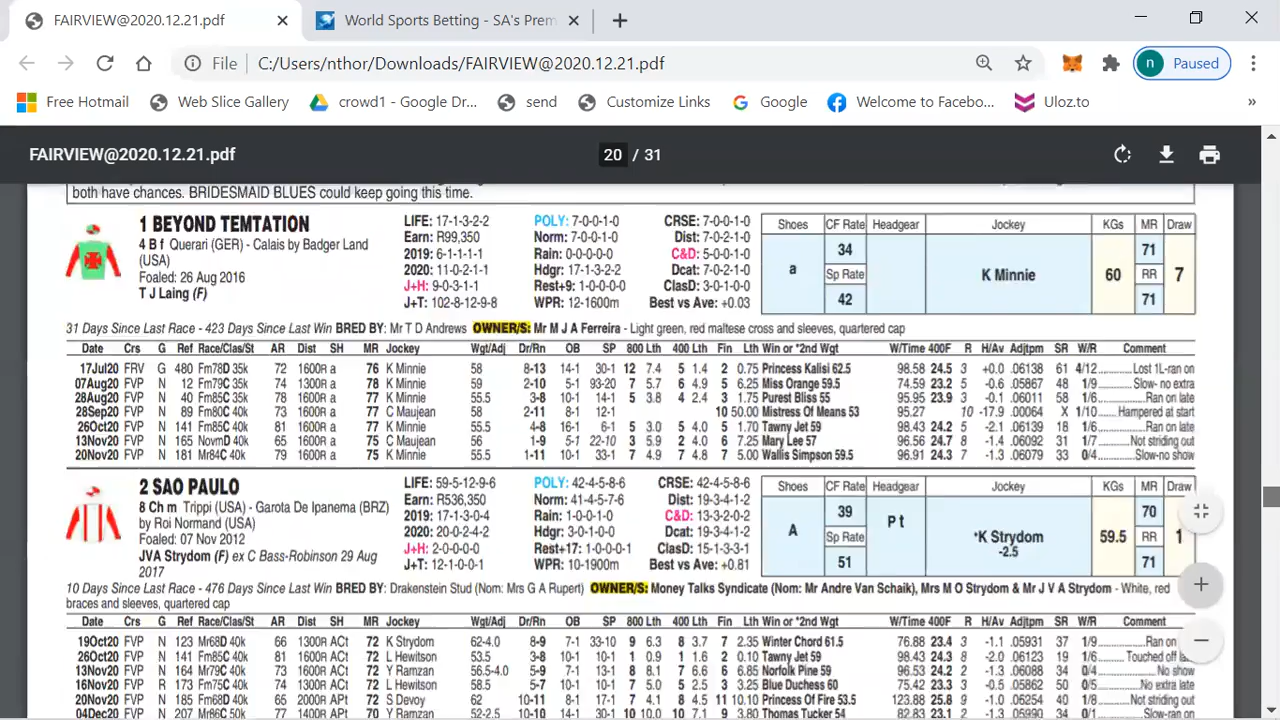 FAIRVIEW@2020.12.21.pdf
World Sports Betting - SA's Prem
File
C:/Users/nthor/Downloads/FAIRVIEW@2020.12.21.pdf
n Paused
Free Hotmail Web Slice Gallery crowd1 - Google Dr... send Customize Links Google Welcome to Facebo... Uloz.to »
FAIRVIEW@2020.12.21.pdf 20 / 31
both have chances. BRIDESMAID BLUES could keep going this time.
1 BEYOND TEMTATION
4 B f Querari (GER) - Calais by Badger Land
(USA)
Foaled: 26 Aug 2016
T J Laing (F)
LIFE: 17-1-3-2-2 POLY: 7-0-0-1-0 CRSE: 7-0-0-1-0
Earn: R99,350 Norm: 7-0-0-1-0 Dist: 7-0-2-1-0
2019: 6-1-1-1-1 Rain: 0-0-0-0-0 C&D: 5-0-0-1-0
2020: 11-0-2-1-1 Hdgr: 17-1-3-2-2 Dcat: 7-0-2-1-0
J+H: 9-0-3-1-1 Rest+9: 1-0-0-0-0 ClasD: 3-0-1-0-0
J+T: 102-8-12-9-8 WPR: 12-1600m Best vs Ave: +0.03
Shoes CF Rate Headgear Jockey KGs MR Draw
a 34 Sp Rate 42 K Minnie 60 71 RR 71 7
31 Days Since Last Race - 423 Days Since Last Win BRED BY: Mr T D Andrews OWNER/S: Mr M J A Ferreira - Light green, red maltese cross and sleeves, quartered cap
Date Crs G Ref Race/Clas/St AR Dist SH MR Jockey Wgt/Adj Dr/Rn OB SP 800 Lth 400 Lth Fin Lth Win or *2nd Wgt W/Time 400F R H/Av Adjtpm SR W/R Comment
17Jul20 FRV G 480 Fm78D 35k 72 1600R a 76 K Minnie 58 8-13 14-1 30-1 12 7.4 5 1.4 2 0.75 Princess Kalisi 62.5 98.58 24.5 3 +0.0 .06138 61 4/12 Lost 1L-ran on
07Aug20 FVP N 12 Fm79C 35k 74 1300R a 78 K Minnie 59 2-10 5-1 93-20 7 5.7 6 4.9 5 6.25 Miss Orange 59.5 74.59 23.2 5 -0.6 .05867 48 1/9 Slow- no extra
28Aug20 FVP N 40 Fm85C 35k 78 1600R a 77 K Minnie 55.5 3-8 10-1 14-1 5 3.8 4 2.4 3 1.75 Purest Bliss 55 95.95 23.9 3 -0.1 .06011 58 1/6 Ran on late
28Sep20 FVP N 89 Fm80C 40k 73 1600R a 77 C Maujean 58 2-11 8-1 12-1 10 50.00 Mistress Of Means 53 95.27 10 -17.9 .00064 X 1/10 Hampered at start
26Oct20 FVP N 141 Fm85C 40k 81 1600R a 77 K Minnie 55.5 4-8 16-1 6-1 5 3.0 5 4.0 5 1.70 Tawny Jet 59 98.43 24.2 5 -2.1 .06139 18 1/6 Ran on late
13Nov20 FVP N 165 NovmD 40k 65 1600R a 75 C Maujean 56 1-9 5-1 22-10 3 5.9 2 4.0 6 7.25 Mary Lee 57 96.56 24.7 8 -1.4 .06092 31 1/7 Not striding out
20Nov20 FVP N 181 Mr84C 40k 79 1600R a 75 K Minnie 55.5 1-11 10-1 33-1 7 4.9 7 4.8 7 5.00 Wallis Simpson 59.5 96.91 24.3 7 -1.3 .06079 33 0/4 Slow-no show
2 SAO PAULO
8 Ch m Trippi (USA) - Garota De Ipanema (BRZ)
by Roi Normand (USA)
Foaled: 07 Nov 2012
JVA Strydom (F) ex C Bass-Robinson 29 Aug
2017
LIFE: 59-5-12-9-6 POLY: 42-4-5-8-6 CRSE: 42-4-5-8-6
Earn: R536,350 Norm: 41-4-5-7-6 Dist: 19-3-4-1-2
2019: 17-1-3-0-4 Rain: 1-0-0-1-0 C&D: 13-3-2-0-2
2020: 20-0-2-4-2 Hdgr: 3-0-1-0-0 Dcat: 19-3-4-1-2
J+H: 2-0-0-0-0 Rest+17: 1-0-0-0-1 ClasD: 15-1-3-3-1
J+T: 12-1-0-0-1 WPR: 10-1900m Best vs Ave: +0.81
Shoes CF Rate Headgear Jockey KGs MR Draw
A 39 Sp Rate 51 P t *K Strydom -2.5 59.5 70 RR 71 1
10 Days Since Last Race - 476 Days Since Last Win BRED BY: Drakenstein Stud (Nom: Mrs G A Rupert) OWNER/S: Money Talks Syndicate (Nom: Mr Andre Van Schaik), Mrs M O Strydom & Mr J V A Strydom - White, red
braces and sleeves, quartered cap
Date Crs G Ref Race/Clas/St AR Dist SH MR Jockey Wgt/Adj Dr/Rn OB SP 800 Lth 400 Lth Fin Lth Win or *2nd Wgt W/Time 400F R H/Av Adjtpm SR W/R Comment
19Oct20 FVP N 123 Mr68D 40k 66 1300R ACt 72 K Strydom 62-4.0 8-9 7-1 33-10 9 6.3 8 3.7 7 2.35 Winter Chord 61.5 76.88 23.4 3 -1.1 .05931 37 1/9 Ran on
26Oct20 FVP N 141 Fm85C 40k 81 1600R ACt 72 L Hewitson 53.5 3-8 10-1 10-1 1 0.9 1 1.6 2 0.10 Tawny Jet 59 98.43 24.2 8 -2.0 .06123 19 1/6 Touched off
13Nov20 FVP N 164 Mr79C 40k 73 1600R ACt 72 Y Ramzan 56.5-4.0 5-9 10-1 13-1 8 8.1 7 6.6 6 6.85 Norfolk Pine 59 96.53 24.2 2 -1.3 .06068 34 0/4 No show
16Nov20 FVP R 173 Fm75C 40k 74 1300R ACt 72 L Hewitson 58.5 5-7 10-1 10-1 7 5.0 2 3.5 5 3.25 Blue Duchess 60 75.42 23.3 3 -0.5 .05862 50 0/5 No extra late
20Nov20 FVP N 185 Fm94C 40k 65 2000R APt 72 S Devoy 62 10-11 8-1 17-1 8 4.1 8 4.5 11 10.10 Princess Of Fire 53.5 123.88 25.8 9 -1.0 .06254 40 1/8 Not striding out
04Dec20 FVP N 207 Mr86C 40k 77 1400R APt 70 Y Ramzan 52-2.5 8-11 20-1 30-1 10 10.0 10 7.1 9 3.80 Thomas Tucker 54 82.83 23.1 2 -1.3 .05990 34 0/1 Slow-ran